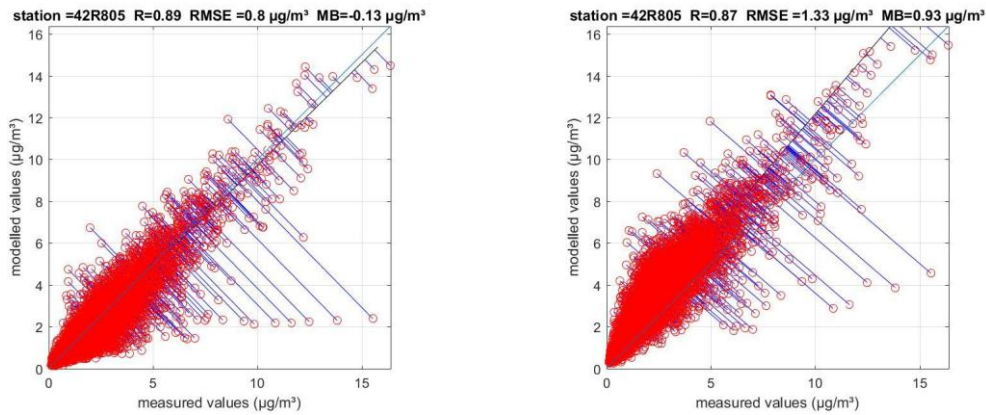 station =42R805 R=0.89 RMSE =0.8 µg/m³ MB=-0.13 µg/m³
16
14
12
10
8
6
4
2
0
modelled values (µg/m³)
0 5 10 15
measured values (µg/m³)
station =42R805 R=0.87 RMSE =1.33 µg/m³ MB=0.93 µg/m³
16
14
12
10
8
6
4
2
0
modelled values (µg/m³)
0 5 10 15
measured values (µg/m³)